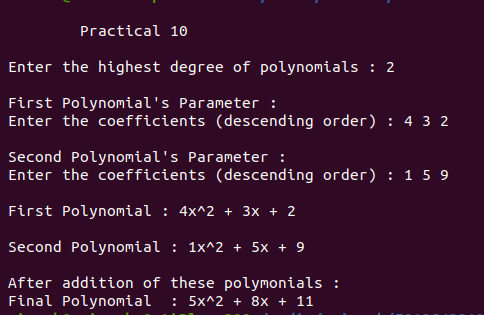 Practical 10
Enter the highest degree of polynomials : 2
First Polynomial's Parameter :
Enter the coefficients (descending order) : 4 3 2
Second Polynomial's Parameter :
Enter the coefficients (descending order) : 1 5 9
First Polynomial : 4x^2 + 3x + 2
Second Polynomial : 1x^2 + 5x + 9
After addition of these polymonials :
Final Polynomial  : 5x^2 + 8x + 11